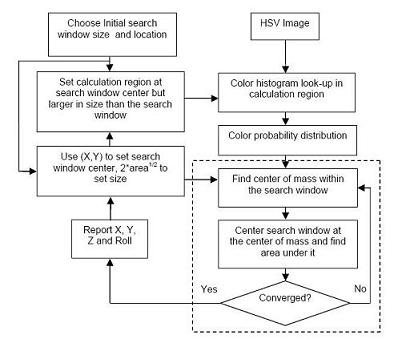 Choose Initial search
window size and location
HSV Image
Set calculation region at
search window center but
larger in size than the search
window
Color histogram look-up in
calculation region
Color probability distribution
Use (X,Y) to set search
window center, 2*area^1/2 to
set size
Find center of mass within
the search window
Center search window at
the center of mass and find
area under it
Report X, Y,
Z and Roll
Yes
Converged?
No